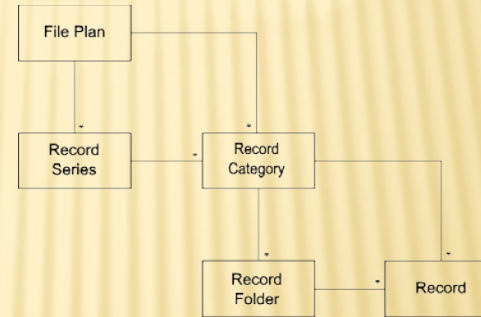 File Plan
Record
Series
Record
Category
Record
Folder
Record